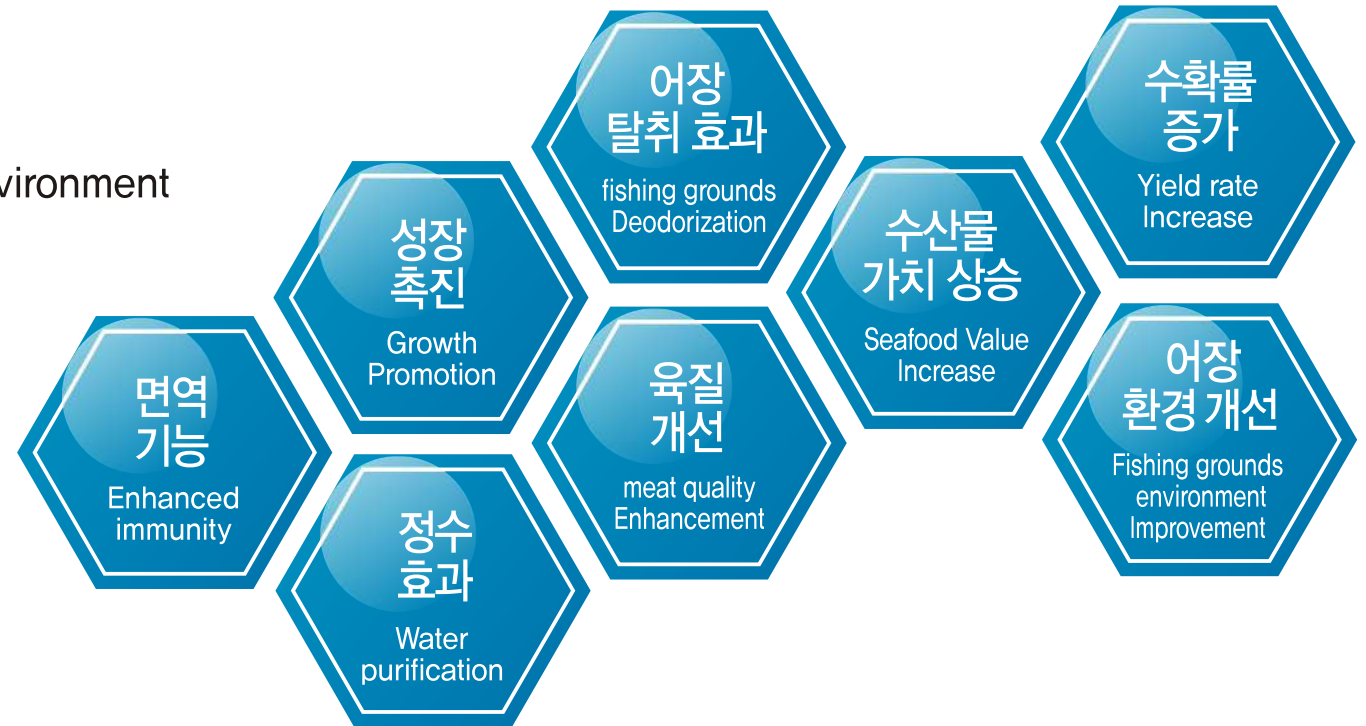 vironment
면역
기능
Enhanced
immunity
성장
촉진
Growth
Promotion
정수
효과
Water
purification
어장
탈취 효과
fishing grounds
Deodorization
육질
개선
meat quality
Enhancement
수산물
가치 상승
Seafood Value
Increase
수확률
증가
Yield rate
Increase
어장
환경 개선
Fishing grounds
environment
Improvement